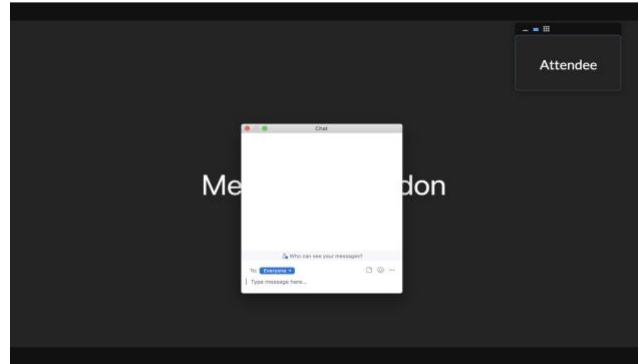 Attendee
Chat
Me don
Who can see your messages?
To: Everyone
Type message here...